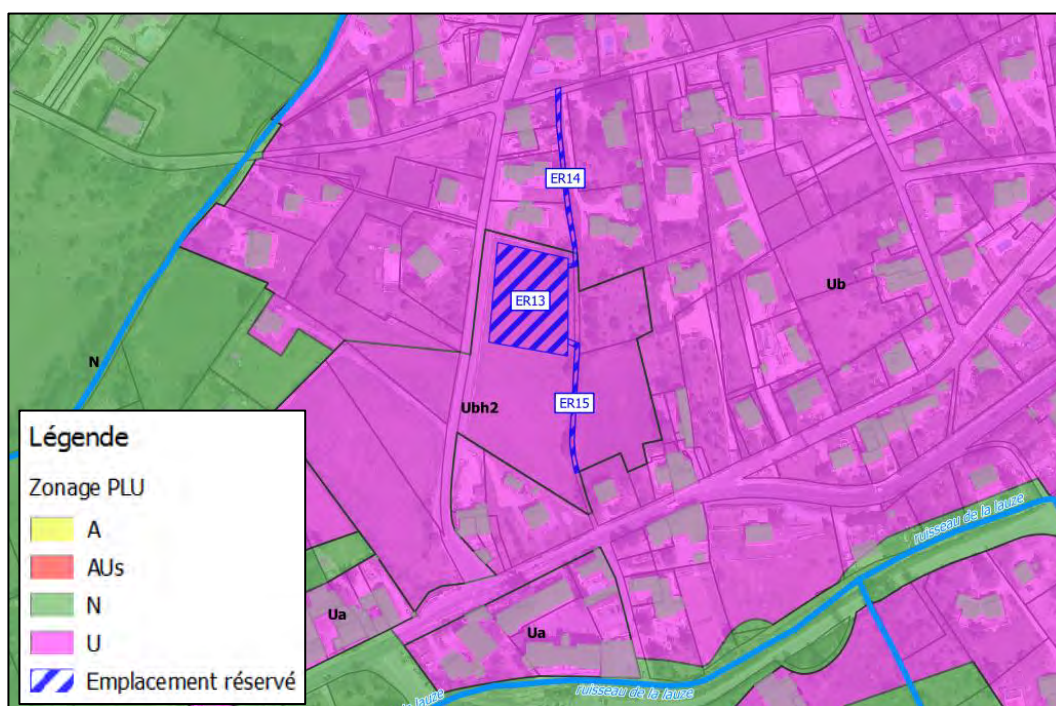 ER14
Ub
ER13
N
Ubh2
ER15
Légende
Zonage PLU
A
AUs
N
U
Emplacement réservé
ruisseau de la lauze
Ua
Ua
ruisseau de la lauze